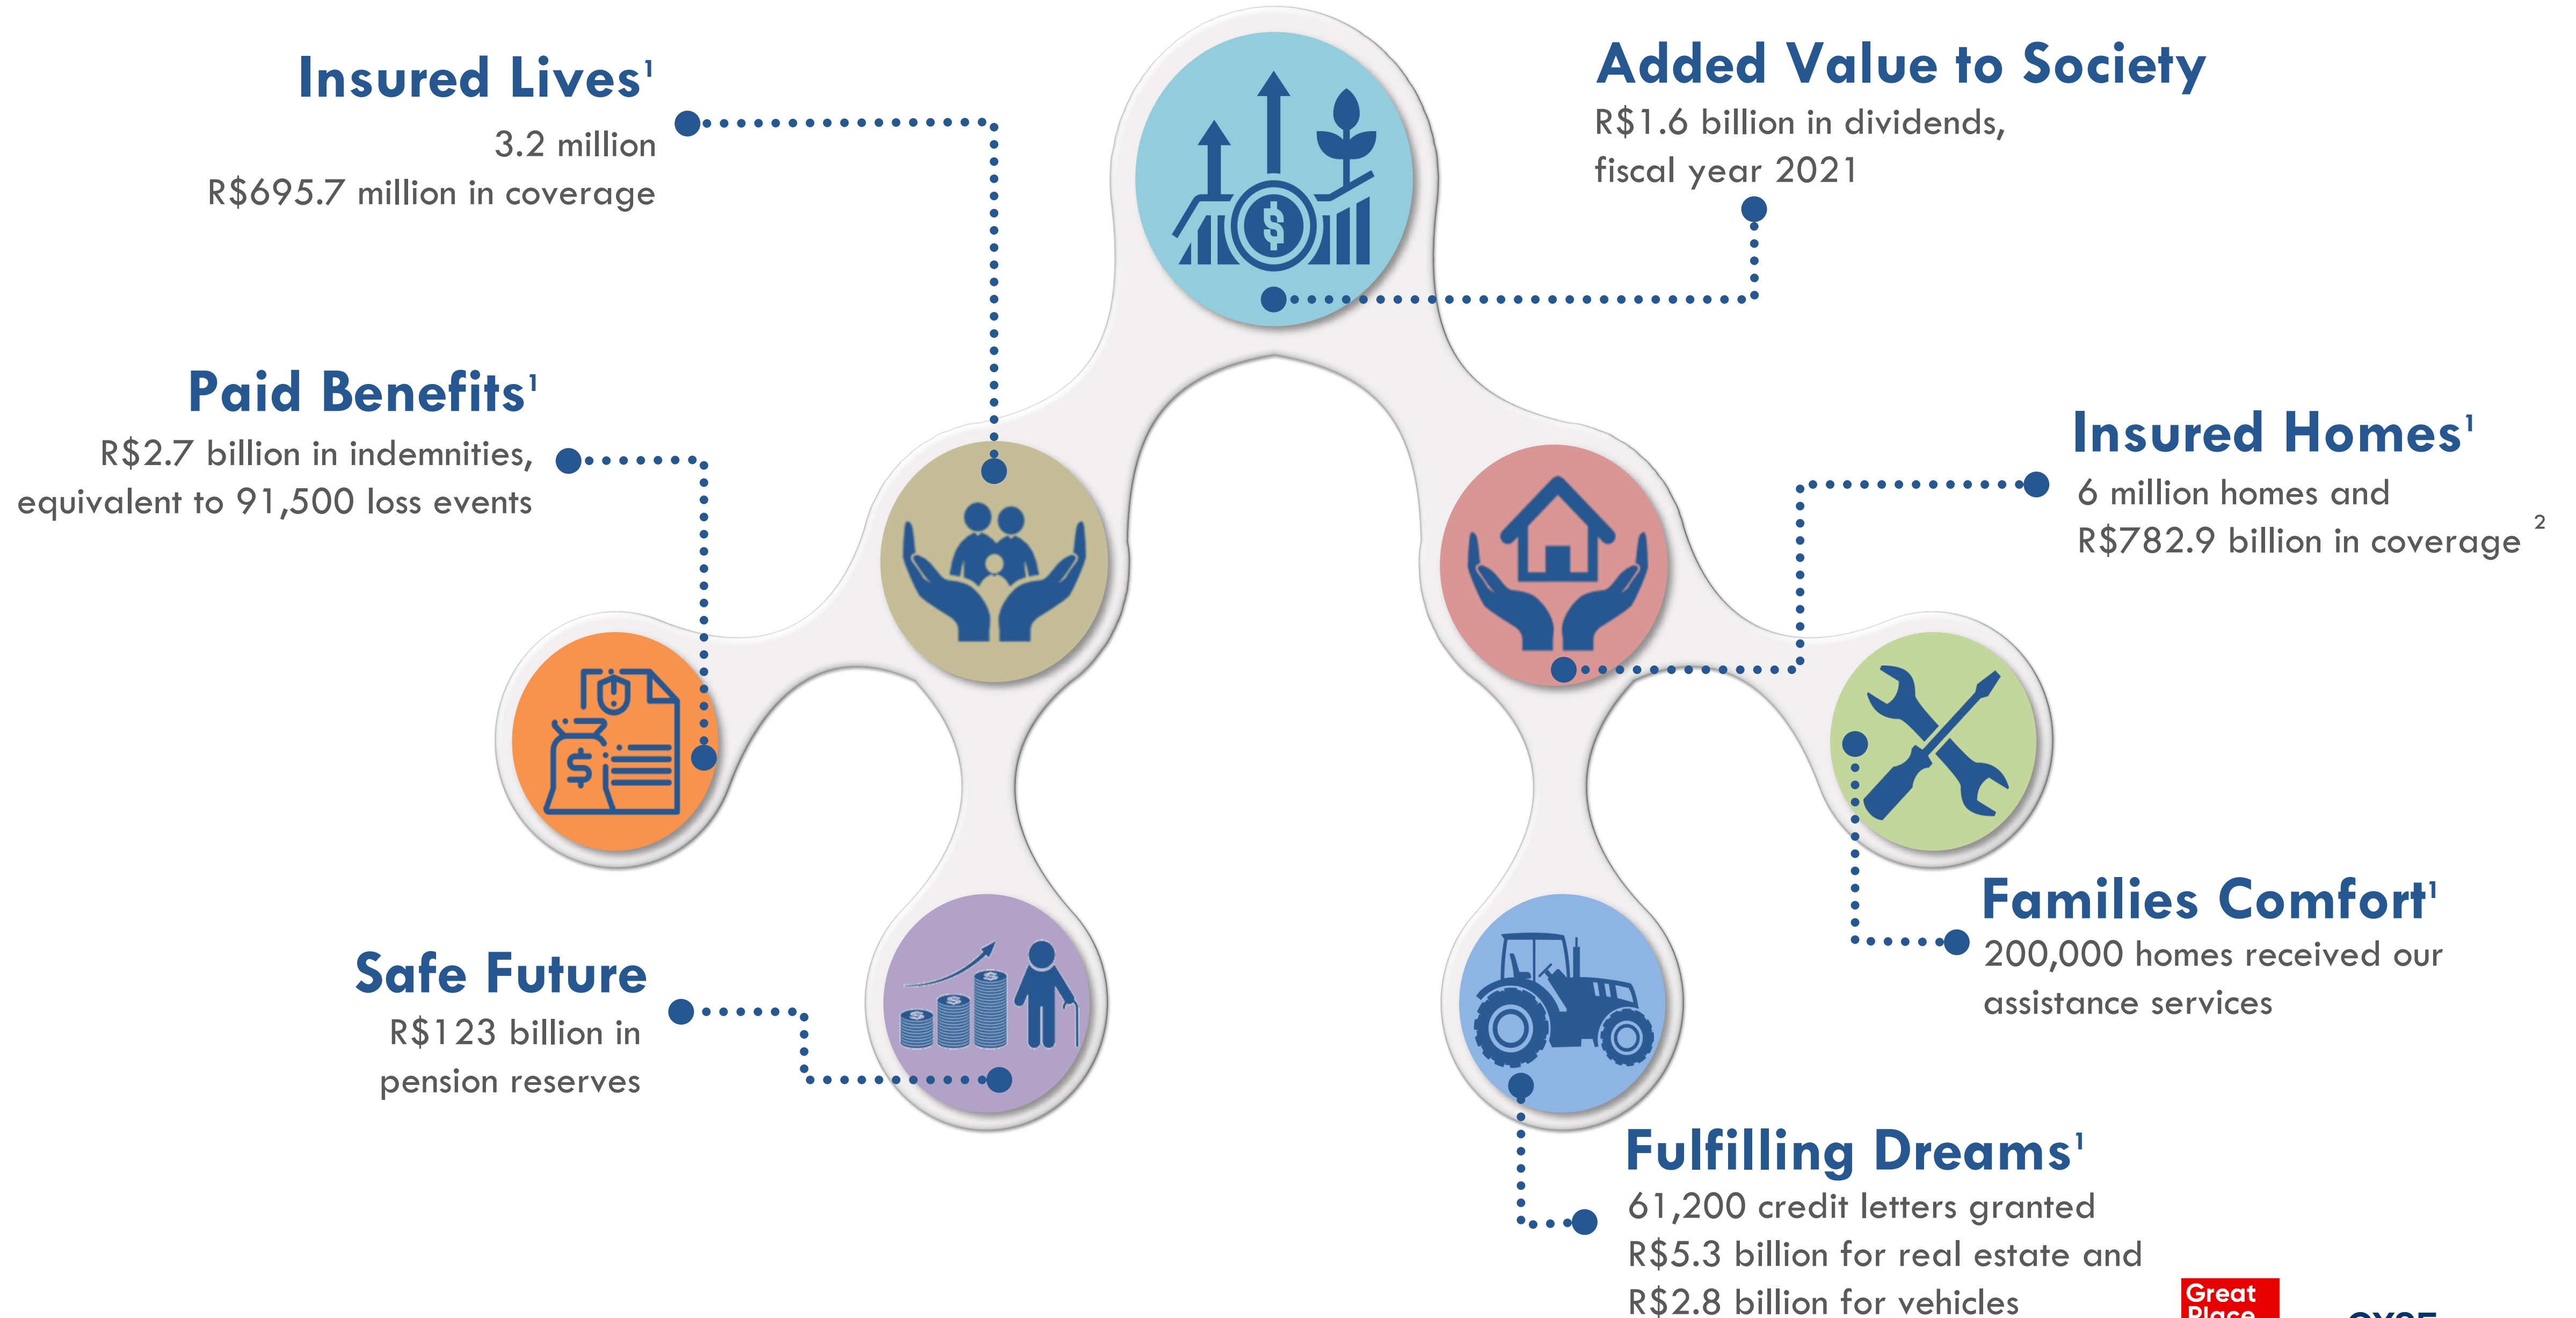 Insured Lives¹
3.2 million
R$695.7 million in coverage
Added Value to Society
R$1.6 billion in dividends,
fiscal year 2021
Paid Benefits¹
R$2.7 billion in indemnities,
equivalent to 91,500 loss events
Insured Homes¹
6 million homes and
R$782.9 billion in coverage ²
Safe Future
R$123 billion in
pension reserves
Families Comfort¹
200,000 homes received our
assistance services
Fulfilling Dreams¹
61,200 credit letters granted
R$5.3 billion for real estate and
R$2.8 billion for vehicles
Great
Place